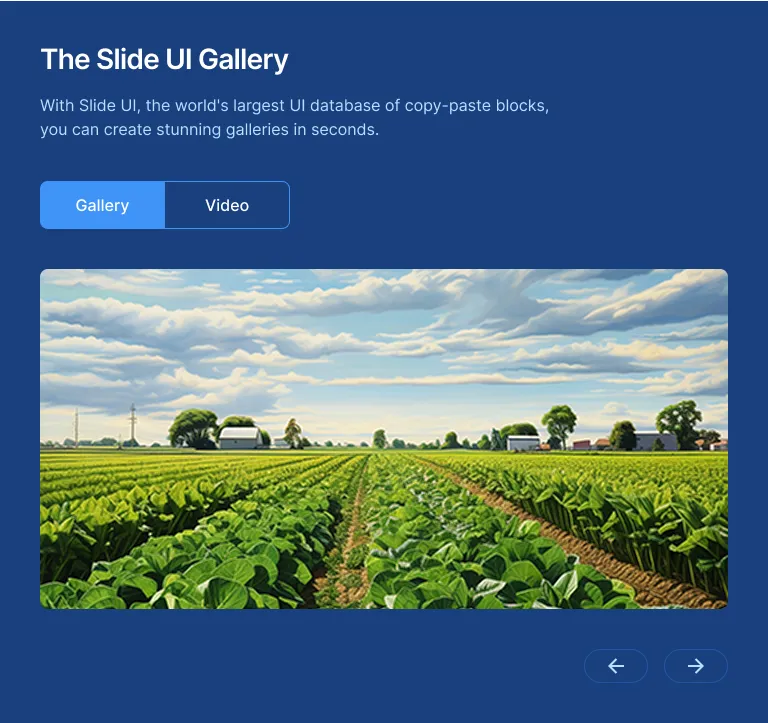 The Slide UI Gallery
With Slide UI, the world's largest UI database of copy-paste blocks,
you can create stunning galleries in seconds.
Gallery
Video